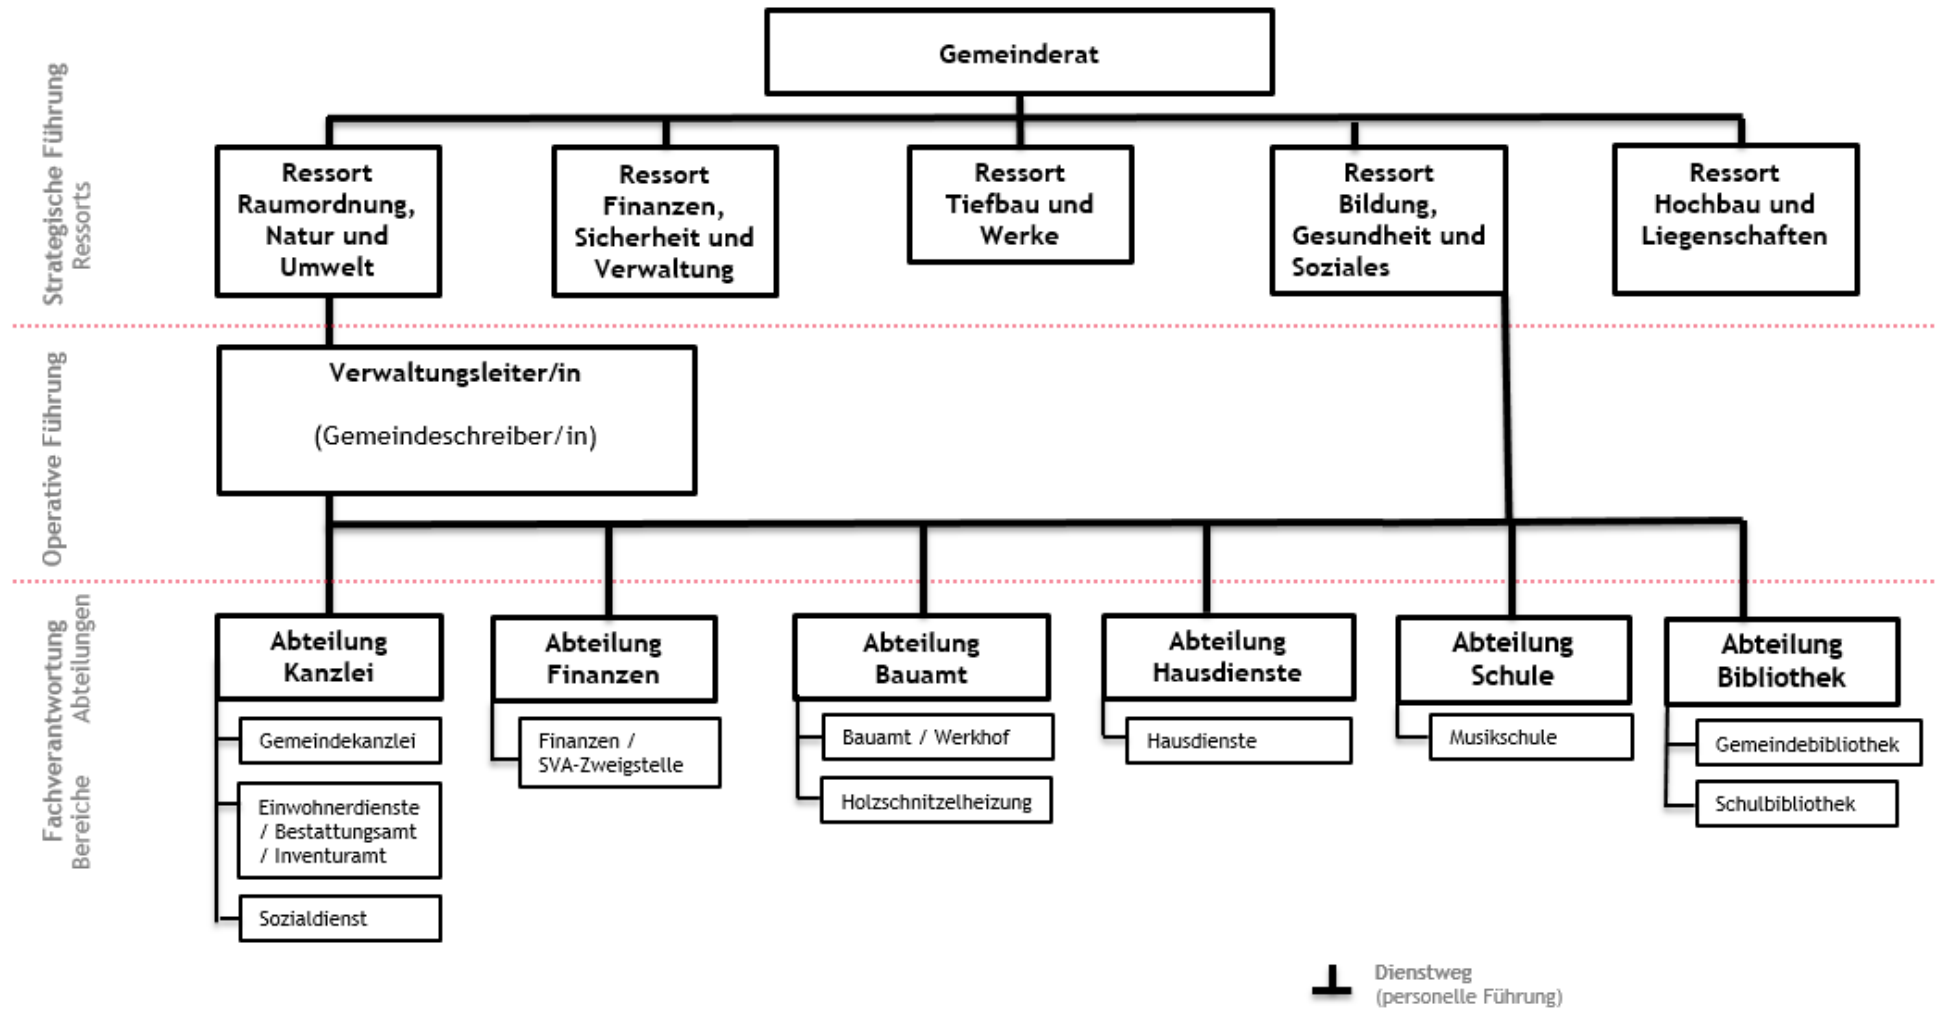 Gemeinderat
Strategische Führung
Ressorts
Ressort
Raumordnung,
Natur und
Umwelt
Ressort
Finanzen,
Sicherheit und
Verwaltung
Ressort
Tiefbau und
Werke
Ressort
Bildung,
Gesundheit und
Soziales
Ressort
Hochbau und
Liegenschaften
Operative Führung
Verwaltungsleiter/in
(Gemeindeschreiber/in)
Fachverantwortung
Bereiche Abteilungen
Abteilung
Kanzlei
Gemeindekanzlei
Einwohnerdienste
/ Bestattungsamt
/ Inventuramt
Sozialdienst
Abteilung
Finanzen
Finanzen /
SVA-Zweigstelle
Abteilung
Bauamt
Bauamt / Werkhof
Holzschnitzelheizung
Abteilung
Hausdienste
Hausdienste
Abteilung
Schule
Musikschule
Abteilung
Bibliothek
Gemeindebibliothek
Schulbibliothek
Dienstweg
(personelle Führung)